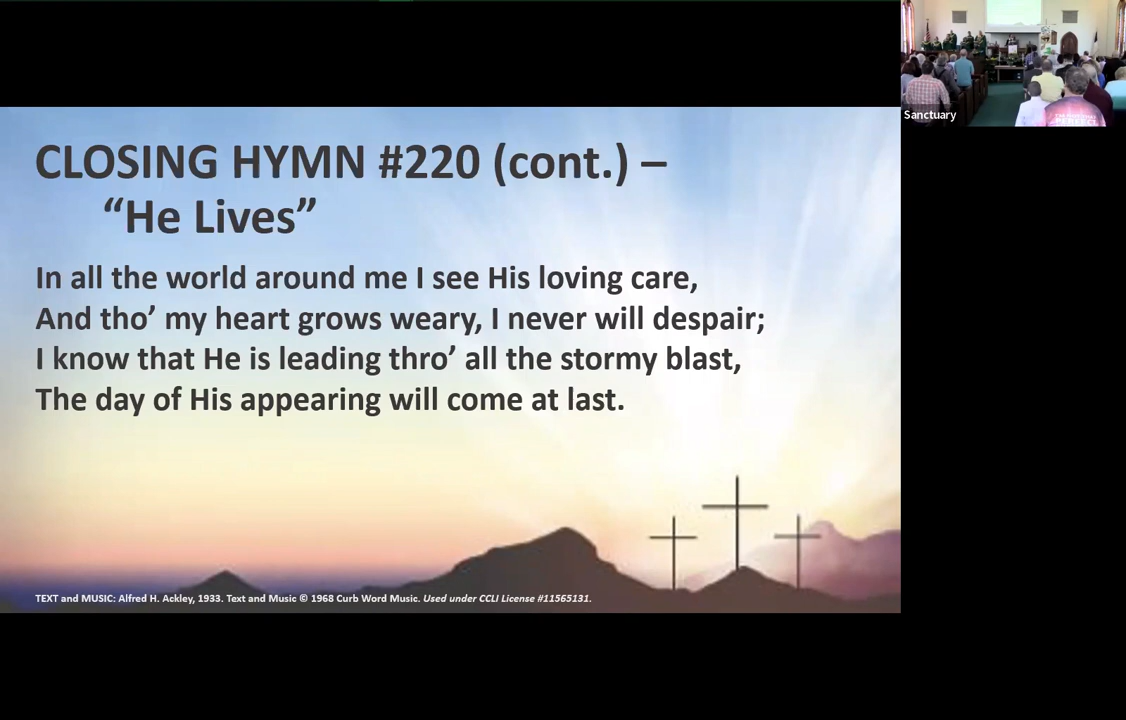 CLOSING HYMN #220 (cont.) –
“He Lives”
In all the world around me I see His loving care,
And tho’ my heart grows weary, I never will despair;
I know that He is leading thro’ all the stormy blast,
The day of His appearing will come at last.
TEXT and MUSIC: Alfred H. Ackley, 1933. Text and Music © 1968 Curb Word Music. Used under CCLI License #11565131.
Sanctuary
PERFECT